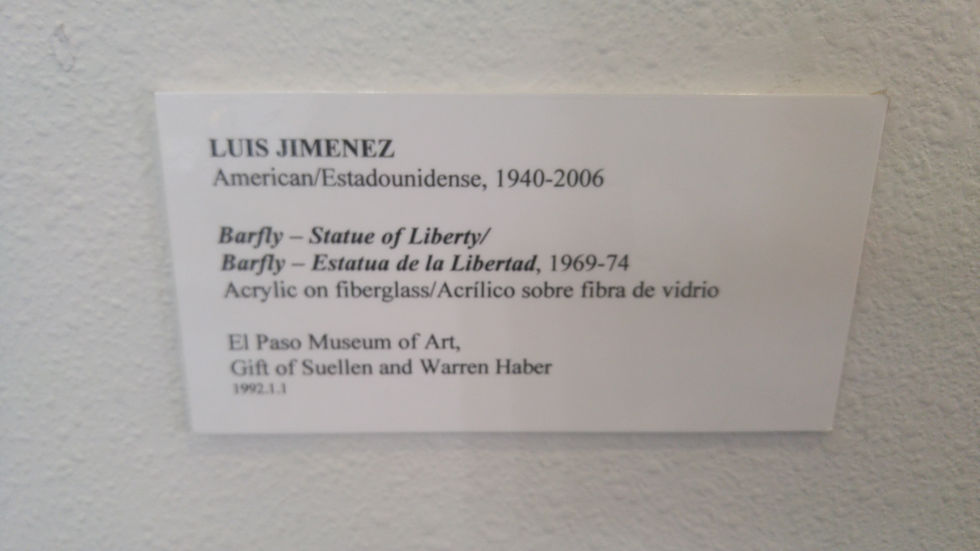 LUIS JIMENEZ
American/Estadounidense, 1940-2006
Barfly – Statue of Liberty/
Barfly – Estatua de la Libertad, 1969-74
Acrylic on fiberglass/Acrílico sobre fibra de vidrio
El Paso Museum of Art,
Gift of Suellen and Warren Haber
1992.1.1